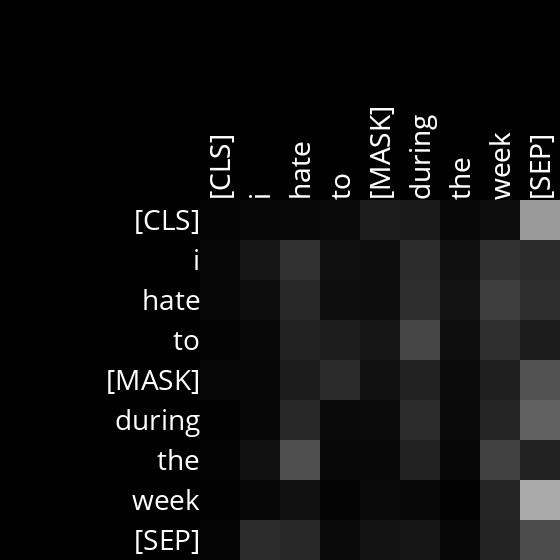 [CLS] i hate to [MASK] during the week [SEP]
[CLS]
i
hate
to
[MASK]
during
the
week
[SEP]